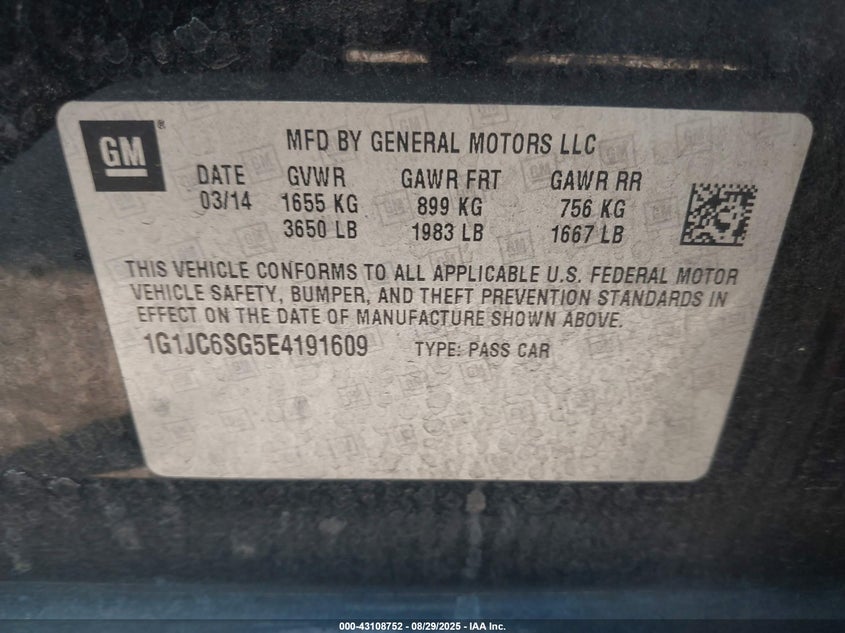 GM®
MFD BY GENERAL MOTORS LLC
DATE GVWR GAWR FRT GAWR RR
03/14 1655 KG 899 KG 756 KG
3650 LB 1983 LB 1667 LB
THIS VEHICLE CONFORMS TO ALL APPLICABLE U.S. FEDERAL MOTOR
VEHICLE SAFETY, BUMPER, AND THEFT PREVENTION STANDARDS IN
EFFECT ON THE DATE OF MANUFACTURE SHOWN ABOVE.
1G1JC6SG5E4191609 TYPE: PASS CAR
000-43108752 - 08/29/2025 - IAA Inc.